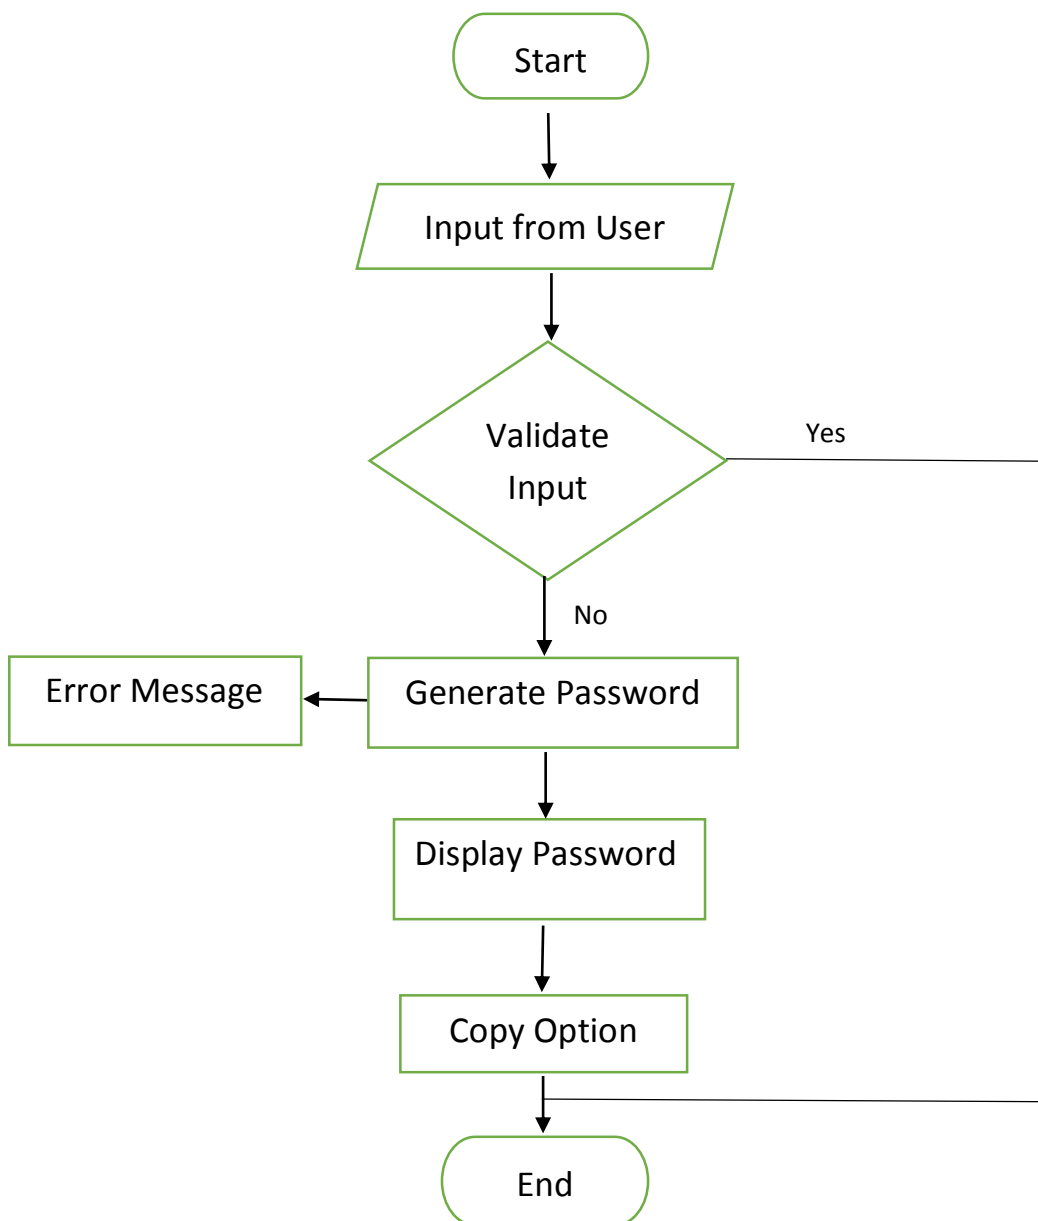 Start
Input from User
Validate
Input
Yes
No
Error Message
Generate Password
Display Password
Copy Option
End